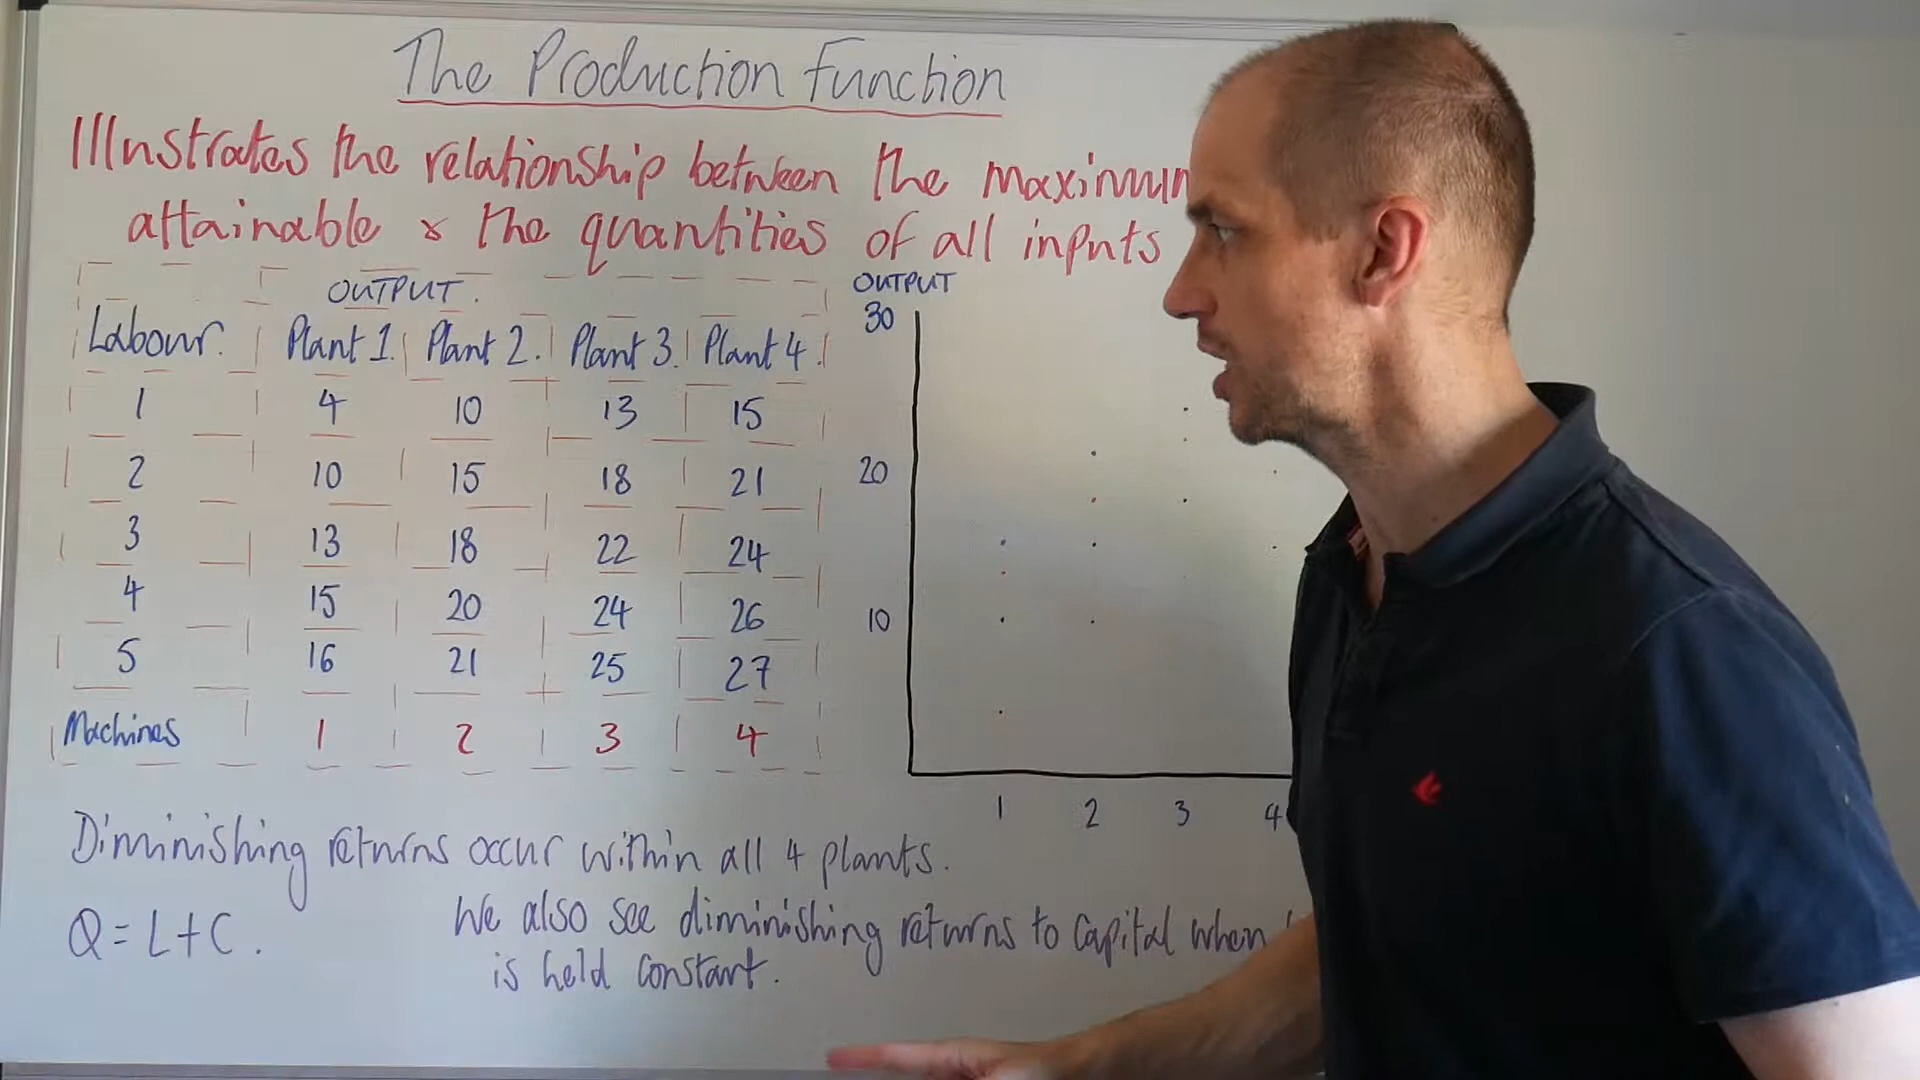 The Production Function
Illustrates the relationship between the maximum
attainable & the quantities of all inputs
OUTPUT.
Labour. Plant 1. Plant 2. Plant 3. Plant 4.
1 4 10 13 15
2 10 15 18 21
3 13 18 22 24
4 15 20 24 26
5 16 21 25 27
Machines 1 2 3 4
OUTPUT
30
20
10
1 2 3 4
Diminishing returns occur within all 4 plants.
Q = L + C.
We also see diminishing returns to capital when
is held constant.